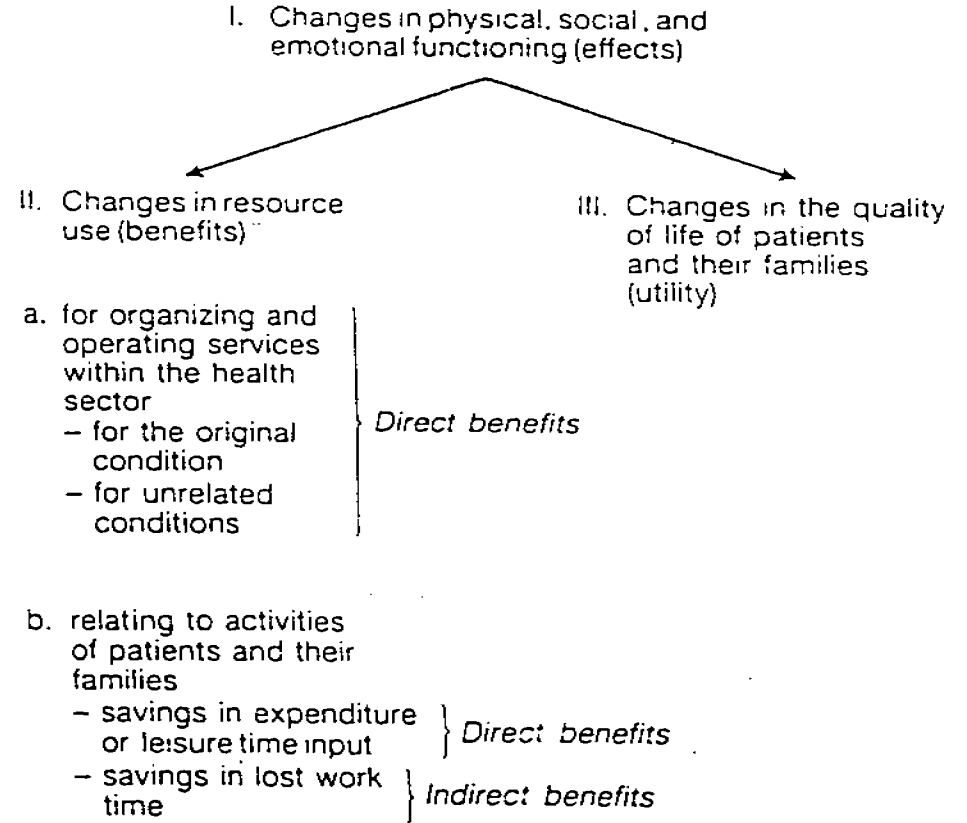 I. Changes in physical, social, and
emotional functioning (effects)
II. Changes in resource
use (benefits)
III. Changes in the quality
of life of patients
and their families
(utility)
a. for organizing and
operating services
within the health
sector
– for the original
condition
– for unrelated
conditions
Direct benefits
b. relating to activities
of patients and their
families
– savings in expenditure
or leisure time input
Direct benefits
– savings in lost work
time
Indirect benefits